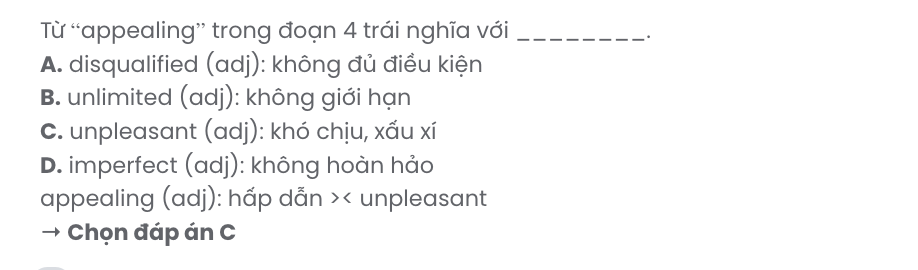 Từ “appealing” trong đoạn 4 trái nghĩa với ________.
A. disqualified (adj): không đủ điều kiện
B. unlimited (adj): không giới hạn
C. unpleasant (adj): khó chịu, xấu xí
D. imperfect (adj): không hoàn hảo
appealing (adj): hấp dẫn >< unpleasant
→ Chọn đáp án C